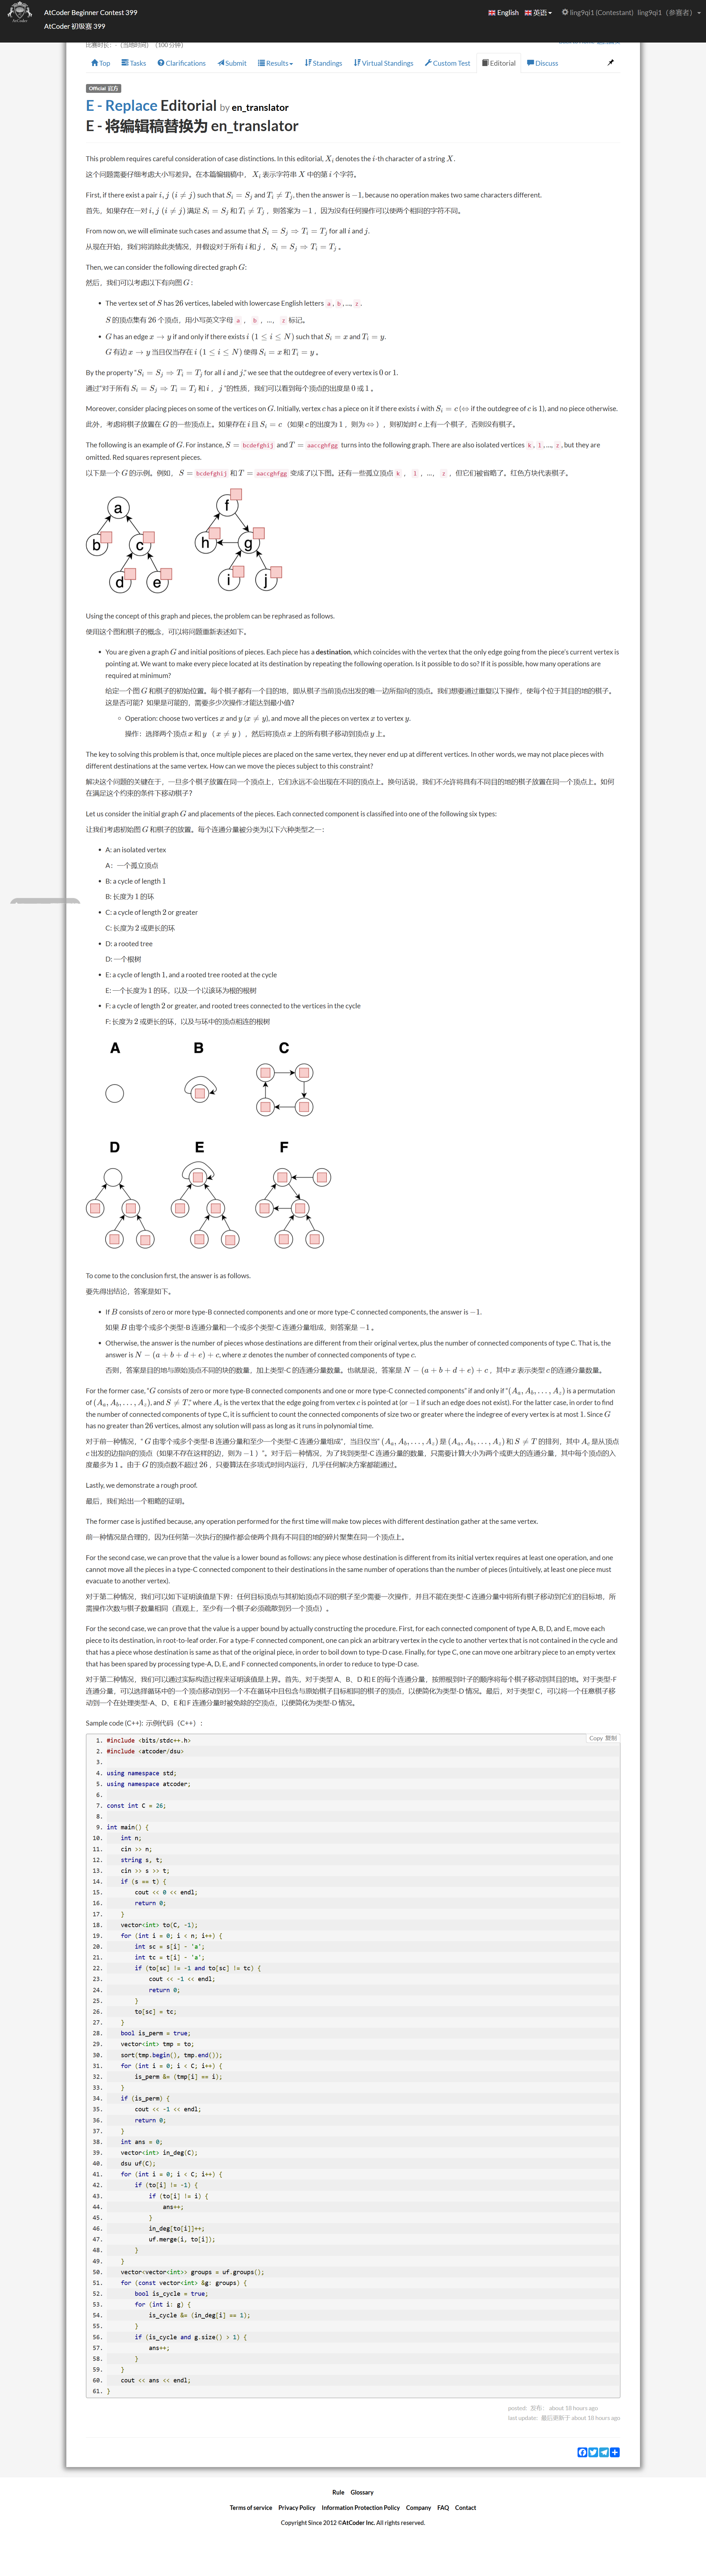 AtCoder Beginner Contest 399
AtCoder 初级赛 399
English 英语
ling9qi1 (Contestant) ling9qi1（参赛者）
AtCoder
比赛时长： -（当地时间）（100 分钟）
Top Tasks Clarifications Submit Results Standings Virtual Standings Custom Test Editorial Discuss
Official 官方
E - Replace Editorial by en_translator
E - 将编辑稿替换为 en_translator
This problem requires careful consideration of case distinctions. In this editorial, X_i denotes the i-th character of a string X.
这个问题需要仔细考虑大小写差异。在本篇编辑稿中， X_i 表示字符串 X 中的第 i 个字符。
First, if there exist a pair i, j (i ≠ j) such that S_i = S_j and T_i ≠ T_j, then the answer is −1, because no operation makes two same characters different.
首先，如果存在一对 i, j (i ≠ j) 满足 S_i = S_j 和 T_i ≠ T_j ，则答案为 −1 ，因为没有任何操作可以使两个相同的字符不同。
From now on, we will eliminate such cases and assume that S_i = S_j ⇒ T_i = T_j for all i and j.
从现在开始，我们将消除此类情况，并假设对于所有 i 和 j ， S_i = S_j ⇒ T_i = T_j 。
Then, we can consider the following directed graph G:
然后，我们可以考虑以下有向图 G ：
The vertex set of S has 26 vertices, labeled with lowercase English letters a , b ,…, z .
S 的顶点集有 26 个顶点，用小写英文字母 a ， b ，…， z 标记。
G has an edge x → y if and only if there exists i (1 ≤ i ≤ N) such that S_i = x and T_i = y.
G 有边 x → y 当且仅当存在 i (1 ≤ i ≤ N) 使得 S_i = x 和 T_i = y 。
By the property “S_i = S_j ⇒ T_i = T_j for all i and j,” we see that the outdegree of every vertex is 0 or 1.
通过“对于所有 S_i = S_j ⇒ T_i = T_j 和 i ， j ”的性质，我们可以看到每个顶点的出度是 0 或 1 。
Moreover, consider placing pieces on some of the vertices on G. Initially, vertex c has a piece on it if there exists i with S_i = c (⇔ if the outdegree of c is 1), and no piece otherwise.
此外，考虑将棋子放置在 G 的一些顶点上。如果存在 i 且 S_i = c （如果 c 的出度为 1 ，则为 ⇔ ），则初始时 c 上有一个棋子，否则没有棋子。
The following is an example of G. For instance, S = bcdefghij and T = aaccghfgg turns into the following graph. There are also isolated vertices k , l ,…, z , but they are
omitted. Red squares represent pieces.
以下是一个 G 的示例。例如， S = bcdefghij 和 T = aaccghfgg 变成了以下图。还有一些孤立顶点 k ， l ，…， z ，但它们被省略了。红色方块代表棋子。
a f
b c h g
d e i j
Using the concept of this graph and pieces, the problem can be rephrased as follows.
使用这个图和棋子的概念，可以将问题重新表述如下。
You are given a graph G and initial positions of pieces. Each piece has a destination, which coincides with the vertex that the only edge going from the piece's current vertex is
pointing at. We want to make every piece located at its destination by repeating the following operation. Is it possible to do so? If it is possible, how many operations are
required at minimum?
给定一个图 G 和棋子的初始位置。每个棋子都有一个目的地，即从棋子当前顶点出发的唯一边所指向的顶点。我们想要通过重复以下操作，使每个位于其目的地的棋子。
这是否可能？如果是可能的，需要多少次操作才能达到最小值？
Operation: choose two vertices x and y (x ≠ y), and move all the pieces on vertex x to vertex y.
操作：选择两个顶点 x 和 y （ x ≠ y ），然后将顶点 x 上的所有棋子移动到顶点 y 上。
The key to solving this problem is that, once multiple pieces are placed on the same vertex, they never end up at different vertices. In other words, we may not place pieces with
different destinations at the same vertex. How can we move the pieces subject to this constraint?
解决这个问题的关键在于，一旦多个棋子放置在同一个顶点上，它们永远不会出现在不同的顶点上。换句话说，我们不允许将具有不同目的地的棋子放置在同一个顶点上。如何
在满足这个约束的条件下移动棋子？
Let us consider the initial graph G and placements of the pieces. Each connected component is classified into one of the following six types:
让我们考虑初始图 G 和棋子的放置。每个连通分量被分类为以下六种类型之一：
A: an isolated vertex
A：一个孤立顶点
B: a cycle of length 1
B: 长度为 1 的环
C: a cycle of length 2 or greater
C: 长度为 2 或更长的环
D: a rooted tree
D: 一个根树
E: a cycle of length 1, and a rooted tree rooted at the cycle
E: 一个长度为 1 的环，以及一个以该环为根的根树
F: a cycle of length 2 or greater, and rooted trees connected to the vertices in the cycle
F: 长度为 2 或更长的环，以及与环中的顶点相连的根树
A B C
D E F
To come to the conclusion first, the answer is as follows.
要先得出结论，答案是如下。
If B consists of zero or more type-B connected components and one or more type-C connected components, the answer is −1.
如果 B 由零个或多个类型-B 连通分量和一个或多个类型-C 连通分量组成，则答案是 −1 。
Otherwise, the answer is the number of pieces whose destinations are different from their original vertex, plus the number of connected components of type C. That is, the
answer is N − (a + b + d + e) + c, where x denotes the number of connected components of type c.
否则，答案是目的地与原始顶点不同的块的数量，加上类型-C 的连通分量数量。也就是说，答案是 N − (a + b + d + e) + c ，其中 x 表示类型 c 的连通分量数量。
For the former case, “G consists of zero or more type-B connected components and one or more type-C connected components” if and only if “(A_a, A_b, …, A_z) is a permutation
of (A_a, A_b, …, A_z), and S ≠ T,” where A_c is the vertex that the edge going from vertex c is pointed at (or −1 if such an edge does not exist). For the latter case, in order to find
the number of connected components of type C, it is sufficient to count the connected components of size two or greater where the indegree of every vertex is at most 1. Since G
has no greater than 26 vertices, almost any solution will pass as long as it runs in polynomial time.
对于前一种情况，“ G 由零个或多个类型-B 连通分量和至少一个类型-C 连通分量组成”，当且仅当“ (A_a, A_b, …, A_z) 是 (A_a, A_b, …, A_z) 和 S ≠ T 的排列，其中 A_c 是从顶点
c 出发的边指向的顶点（如果不存在这样的边，则为 −1 ）”。对于后一种情况，为了找到类型-C 连通分量的数量，只需要计算大小为两个或更大的连通分量，其中每个顶点的入
度最多为 1 。由于 G 的顶点数不超过 26 ，只要算法在多项式时间内运行，几乎任何解决方案都能通过。
Lastly, we demonstrate a rough proof.
最后，我们给出一个粗略的证明。
The former case is justified because, any operation performed for the first time will make tow pieces with different destination gather at the same vertex.
前一种情况是合理的，因为任何第一次执行的操作都会使两个具有不同目的地的碎片聚集在同一个顶点上。
For the second case, we can prove that the value is a lower bound as follows: any piece whose destination is different from its initial vertex requires at least one operation, and one
cannot move all the pieces in a type-C connected component to their destinations in the same number of operations than the number of pieces (intuitively, at least one piece must
evacuate to another vertex).
对于第二种情况，我们可以如下证明该值是下界：任何目标顶点与其初始顶点不同的棋子至少需要一次操作，并且不能在类型-C 连通分量中将所有棋子移动到它们的目标地，所
需操作次数与棋子数量相同（直观上，至少有一个棋子必须疏散到另一个顶点）。
For the second case, we can prove that the value is a upper bound by actually constructing the procedure. First, for each connected component of type A, B, D, and E, move each
piece to its destination, in root-to-leaf order. For a type-F connected component, one can pick an arbitrary vertex in the cycle to another vertex that is not contained in the cycle and
that has a piece whose destination is same as that of the original piece, in order to boil down to type-D case. Finally, for type C, one can move one arbitrary piece to an empty vertex
that has been spared by processing type-A, D, E, and F connected components, in order to reduce to type-D case.
对于第二种情况，我们可以通过实际构造过程来证明该值是上界。首先，对于类型 A、B、D 和 E 的每个连通分量，按照根到叶子的顺序将每个棋子移动到其目的地。对于类型-F
连通分量，可以选择循环中的一个顶点移动到另一个不在循环中且包含与原始棋子目标相同的棋子的顶点，以便简化为类型-D 情况。最后，对于类型 C，可以将一个任意棋子移
动到一个在处理类型-A、D、E 和 F 连通分量时被免除的空顶点，以便简化为类型-D 情况。
Sample code (C++): 示例代码（C++）：
Copy 复制
1. #include <bits/stdc++.h>
2. #include <atcoder/dsu>
3.
4. using namespace std;
5. using namespace atcoder;
6.
7. const int C = 26;
8.
9. int main() {
10. int n;
11. cin >> n;
12. string s, t;
13. cin >> s >> t;
14. if (s == t) {
15. cout << 0 << endl;
16. return 0;
17. }
18. vector<int> to(C, -1);
19. for (int i = 0; i < n; i++) {
20. int sc = s[i] - 'a';
21. int tc = t[i] - 'a';
22. if (to[sc] != -1 and to[sc] != tc) {
23. cout << -1 << endl;
24. return 0;
25. }
26. to[sc] = tc;
27. }
28. bool is_perm = true;
29. vector<int> tmp = to;
30. sort(tmp.begin(), tmp.end());
31. for (int i = 0; i < C; i++) {
32. is_perm &= (tmp[i] == i);
33. }
34. if (is_perm) {
35. cout << -1 << endl;
36. return 0;
37. }
38. int ans = 0;
39. vector<int> in_deg(C);
40. dsu uf(C);
41. for (int i = 0; i < C; i++) {
42. if (to[i] != -1) {
43. if (to[i] != i) {
44. ans++;
45. }
46. in_deg[to[i]]++;
47. uf.merge(i, to[i]);
48. }
49. }
50. vector<vector<int>> groups = uf.groups();
51. for (const vector<int> &g: groups) {
52. bool is_cycle = true;
53. for (int i: g) {
54. is_cycle &= (in_deg[i] == 1);
55. }
56. if (is_cycle and g.size() > 1) {
57. ans++;
58. }
59. }
60. cout << ans << endl;
61. }
posted: 发布： about 18 hours ago
last update: 最后更新于 about 18 hours ago
Rule Glossary
Terms of service Privacy Policy Information Protection Policy Company FAQ Contact
Copyright Since 2012 ©AtCoder Inc. All rights reserved.